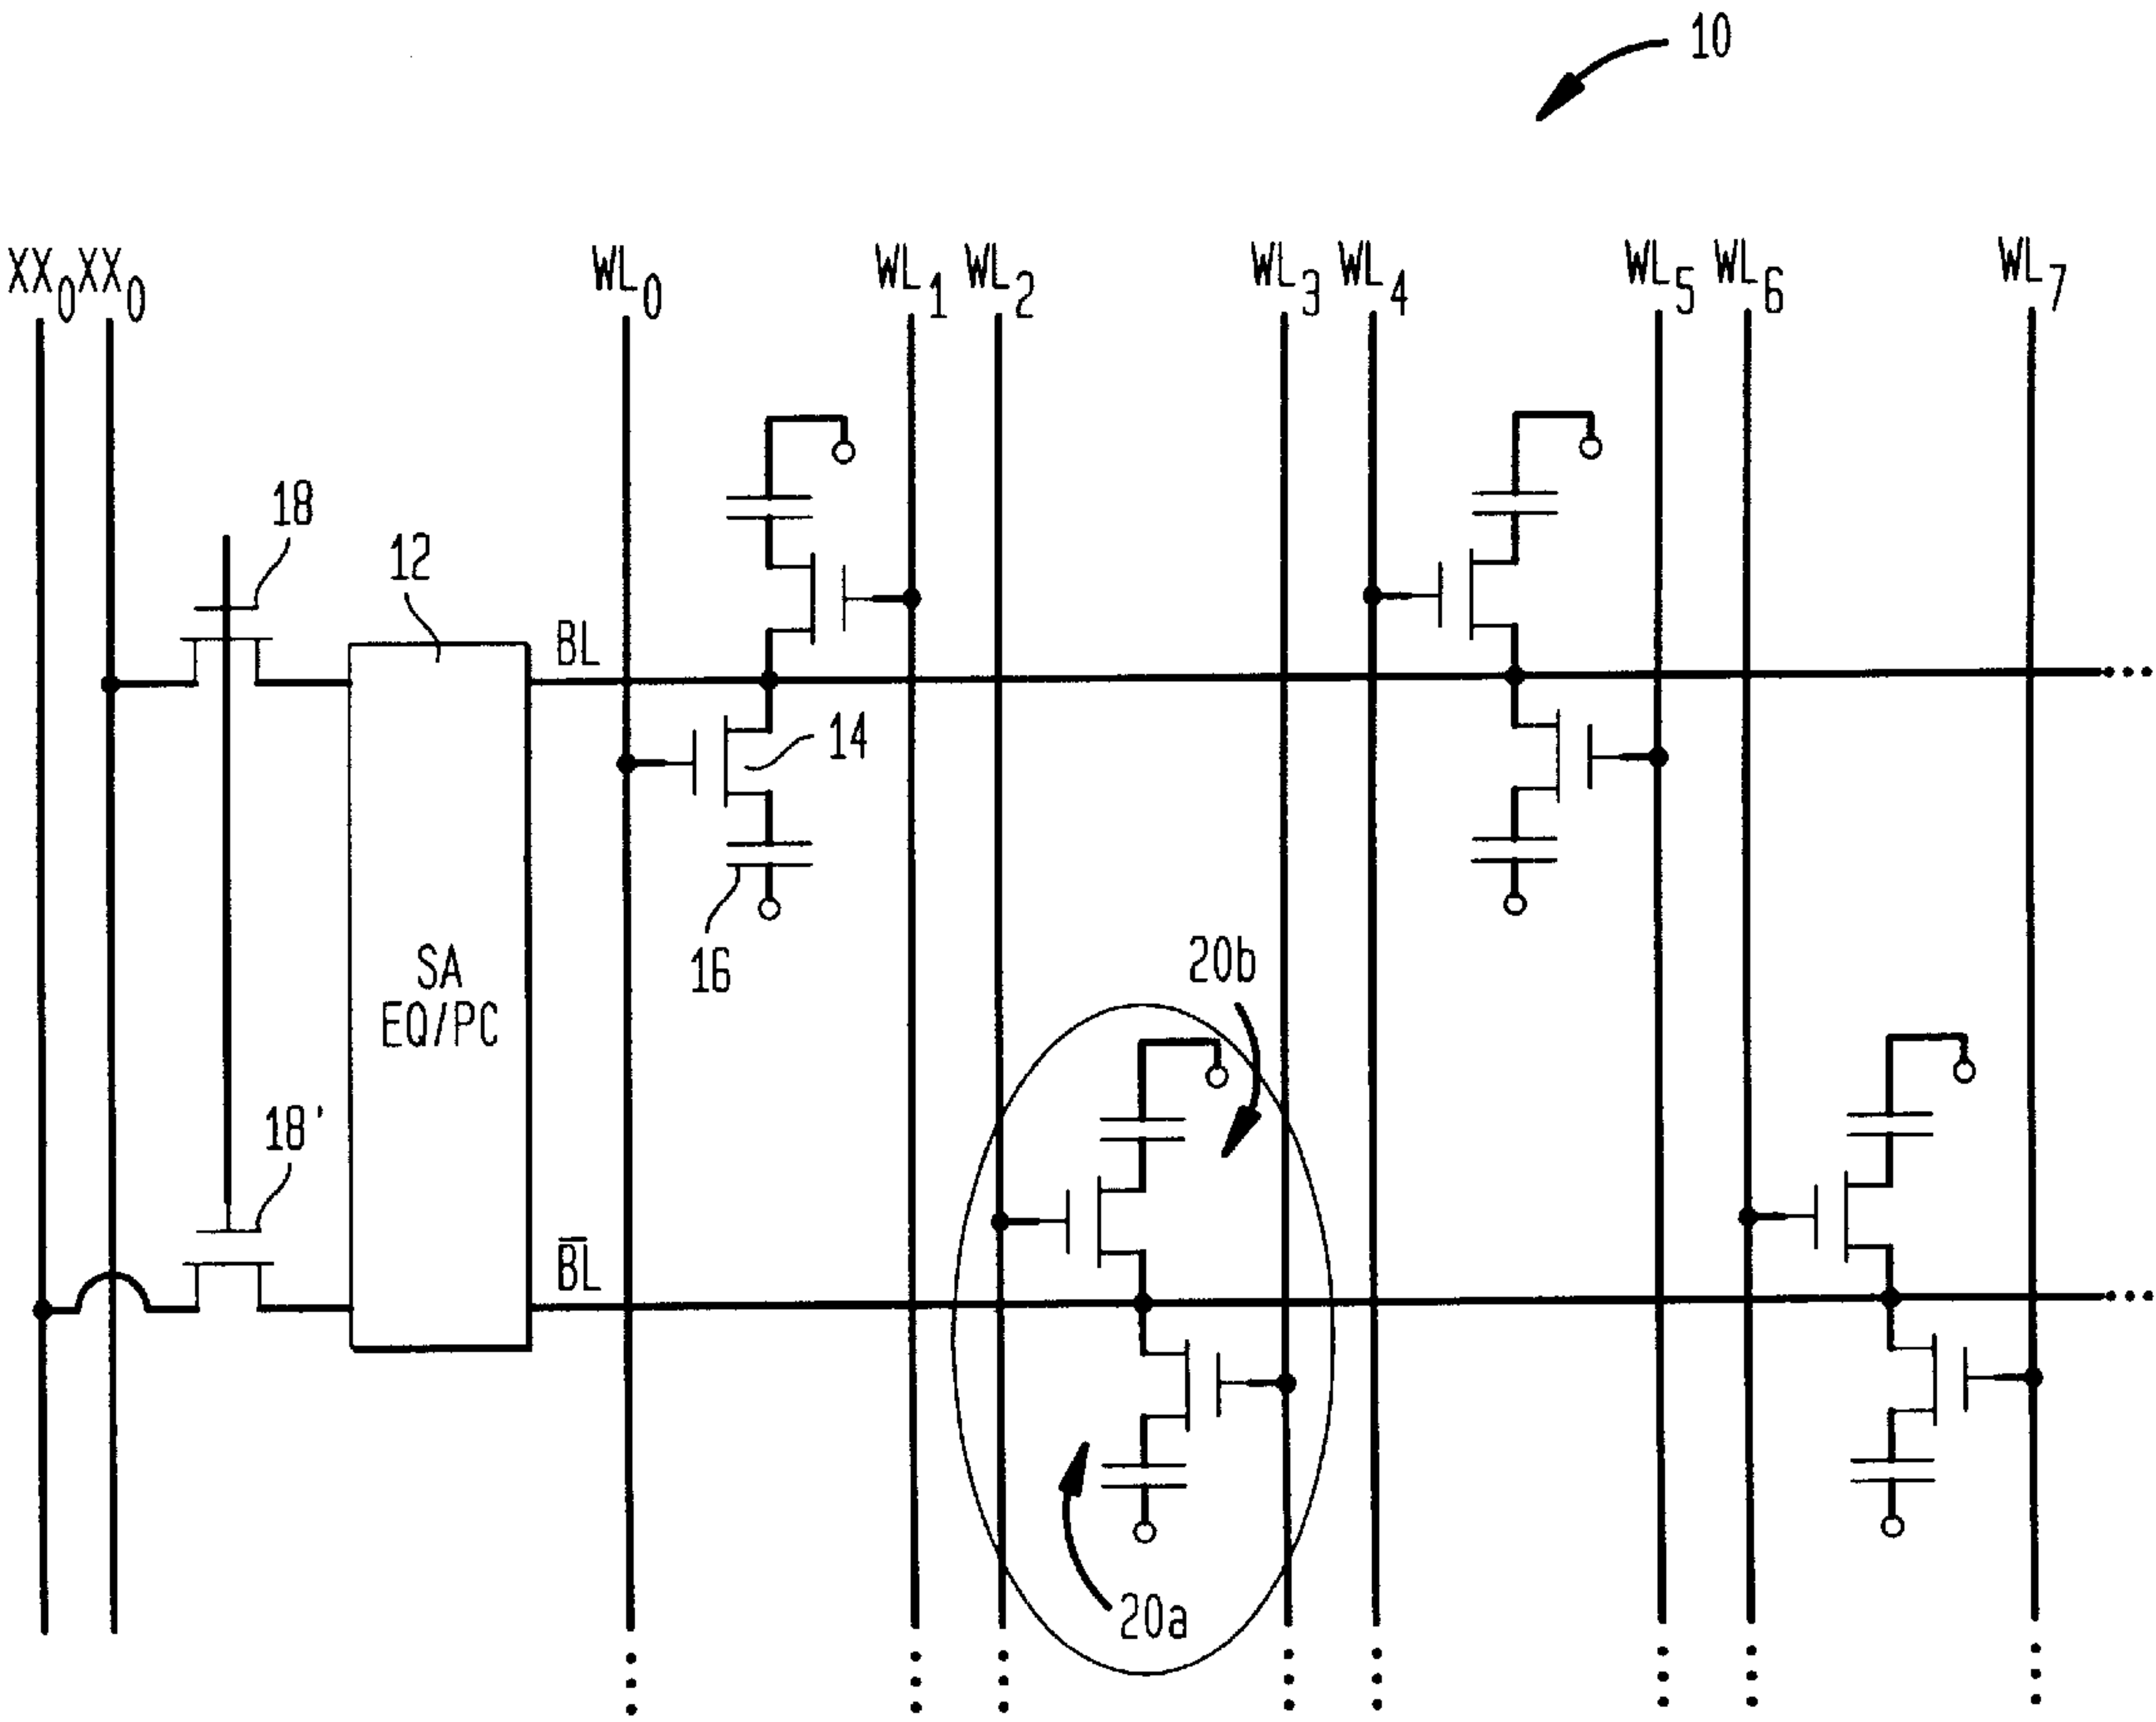 10
XX₀ XX₀ WL₀ WL₁ WL₂ WL₃ WL₄ WL₅ WL₆ WL₇
18
12
BL
14
16
SA
EQ/PC
20b
18'
B̅L̅
20a